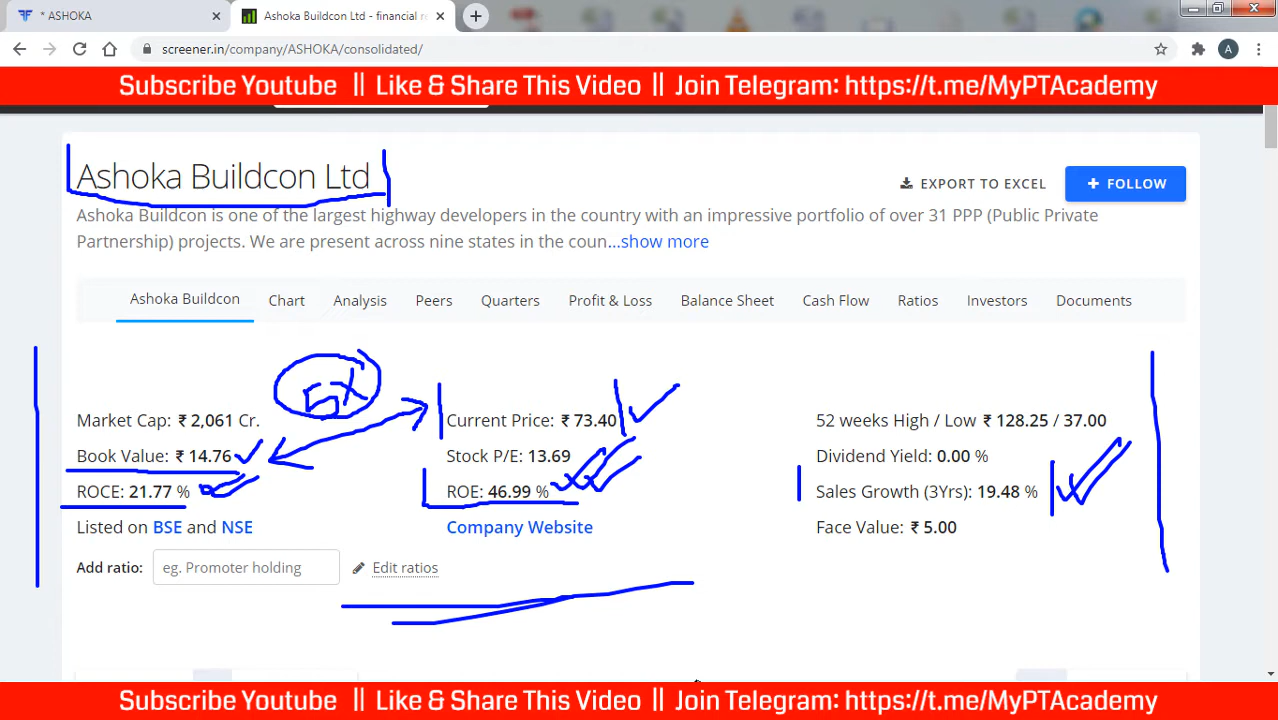 * ASHOKA
Ashoka Buildcon Ltd - financial r
screener.in/company/ASHOKA/consolidated/
A
Subscribe Youtube || Like & Share This Video || Join Telegram: https://t.me/MyPTAcademy
Ashoka Buildcon Ltd
EXPORT TO EXCEL
+ FOLLOW
Ashoka Buildcon is one of the largest highway developers in the country with an impressive portfolio of over 31 PPP (Public Private
Partnership) projects. We are present across nine states in the coun...show more
Ashoka Buildcon Chart Analysis Peers Quarters Profit & Loss Balance Sheet Cash Flow Ratios Investors Documents
5X
Market Cap: ₹ 2,061 Cr. Current Price: ₹ 73.40 52 weeks High / Low ₹ 128.25 / 37.00
Book Value: ₹ 14.76 Stock P/E: 13.69 Dividend Yield: 0.00 %
ROCE: 21.77 % ROE: 46.99 % Sales Growth (3Yrs): 19.48 %
Listed on BSE and NSE Company Website Face Value: ₹ 5.00
Add ratio: eg. Promoter holding Edit ratios
Subscribe Youtube || Like & Share This Video || Join Telegram: https://t.me/MyPTAcademy